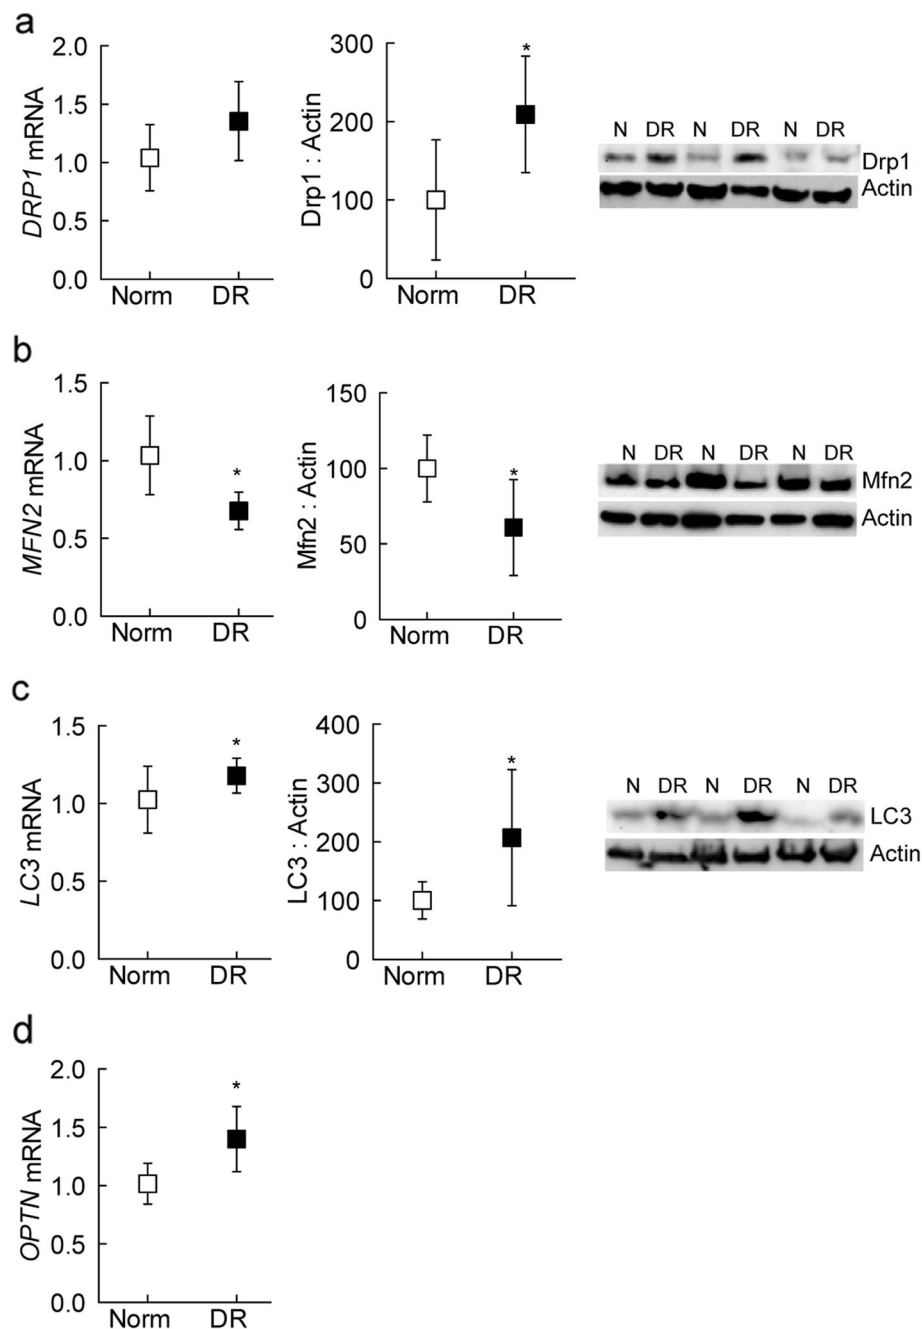 a
DRP1 mRNA
2.0
1.5
1.0
0.5
0.0
Norm DR
Drp1 : Actin
300
200
100
0
*
Norm DR
N DR N DR N DR
Drp1
Actin
b
MFN2 mRNA
1.5
1.0
0.5
0.0
*
Norm DR
Mfn2 : Actin
150
100
50
0
*
Norm DR
N DR N DR N DR
Mfn2
Actin
c
LC3 mRNA
1.5
1.0
0.5
0.0
*
Norm DR
LC3 : Actin
400
300
200
100
0
*
Norm DR
N DR N DR N DR
LC3
Actin
d
OPTN mRNA
2.0
1.5
1.0
0.5
0.0
*
Norm DR